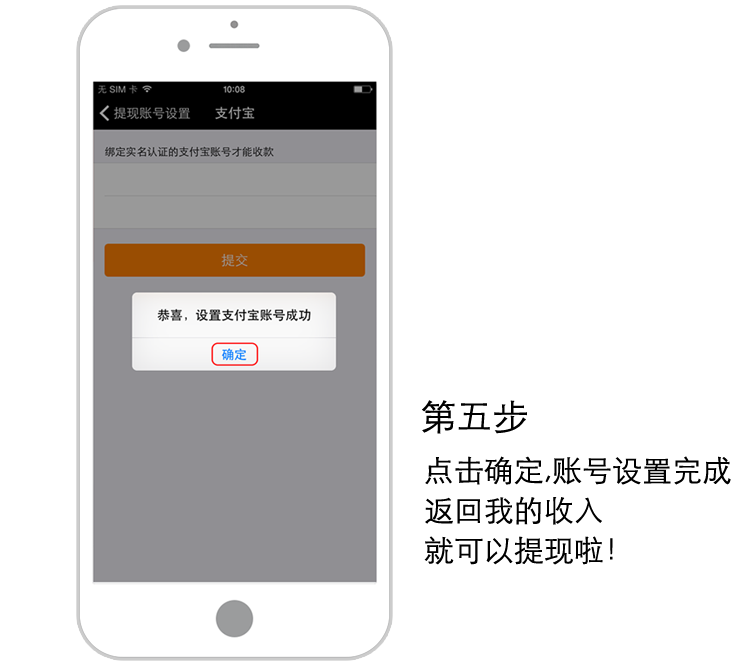 无 SIM 卡
10:08
提现账号设置
支付宝
绑定实名认证的支付宝账号才能收款
提交
恭喜，设置支付宝账号成功
确定
第五步
点击确定,账号设置完成
返回我的收入
就可以提现啦!